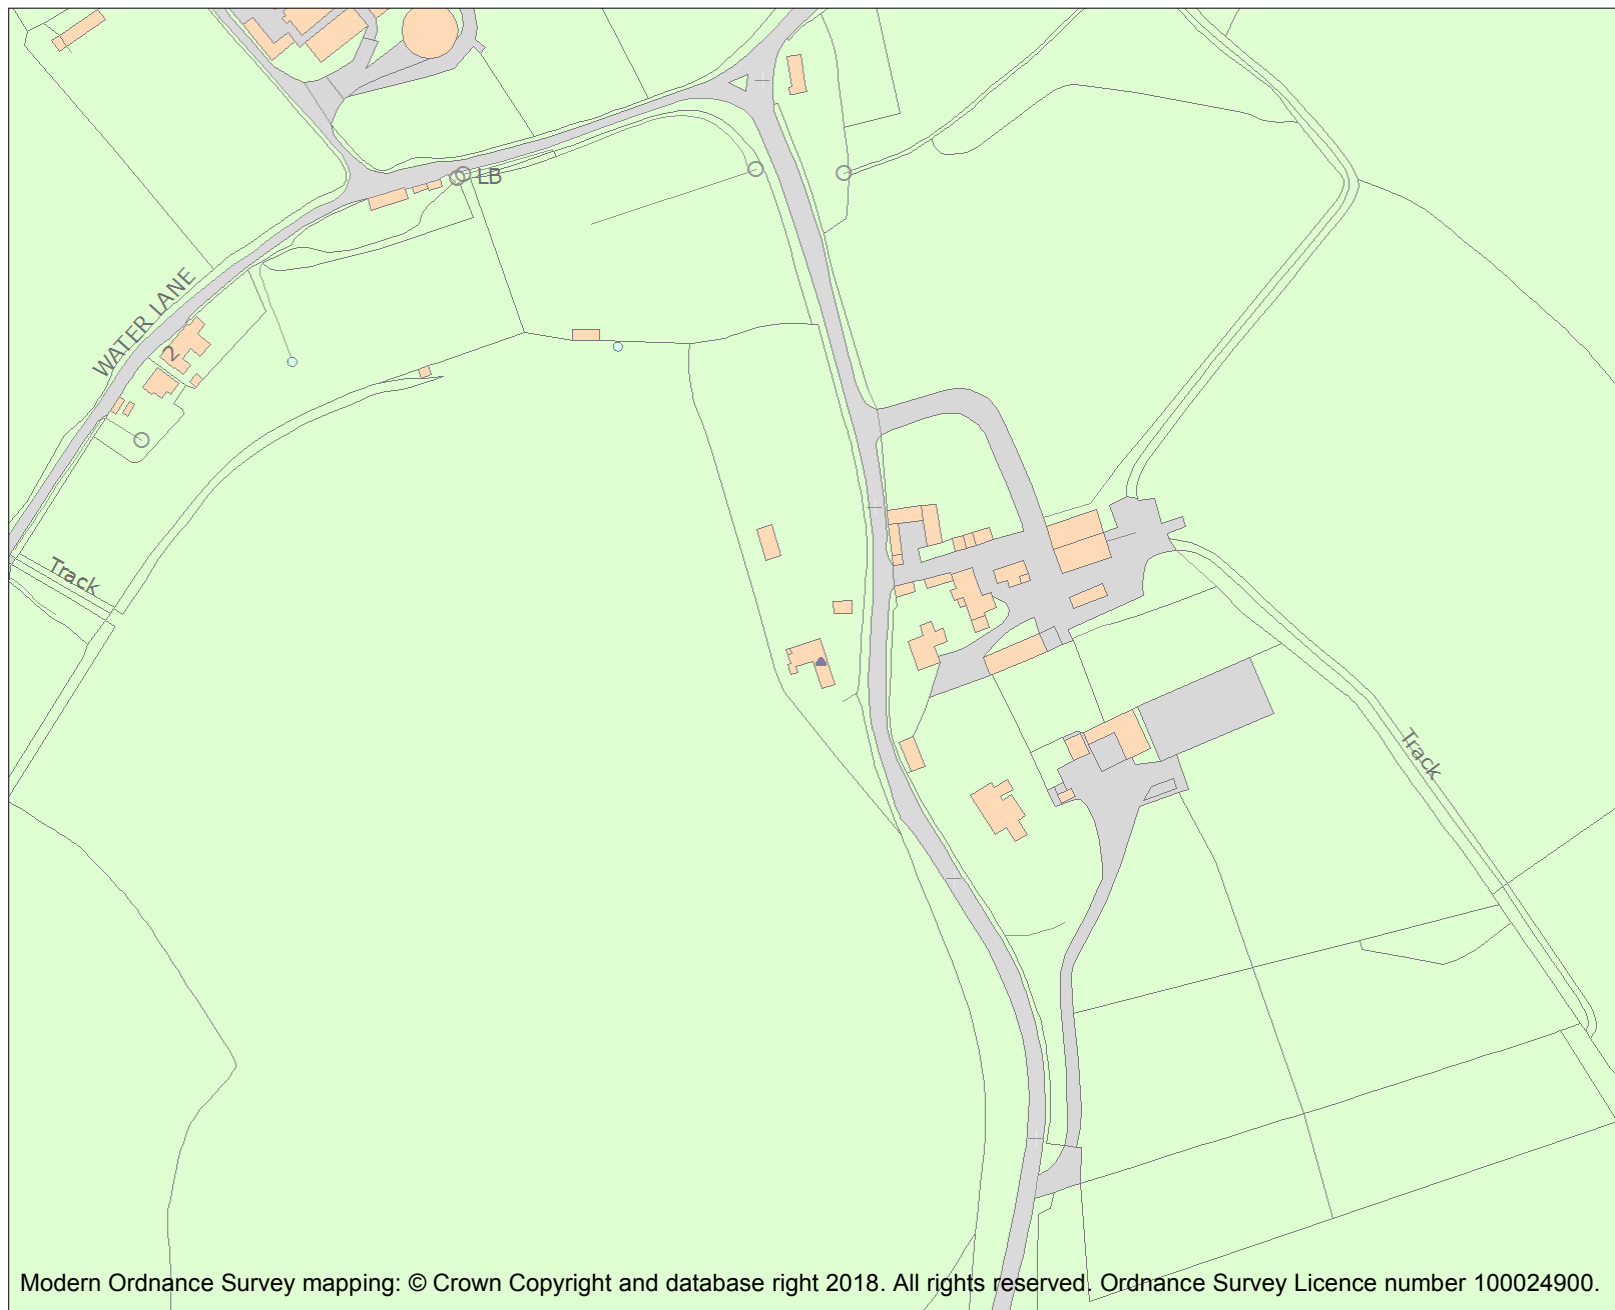 LB
WATER LANE
2
Track
Track
Modern Ordnance Survey mapping: © Crown Copyright and database right 2018. All rights reserved. Ordnance Survey Licence number 100024900.